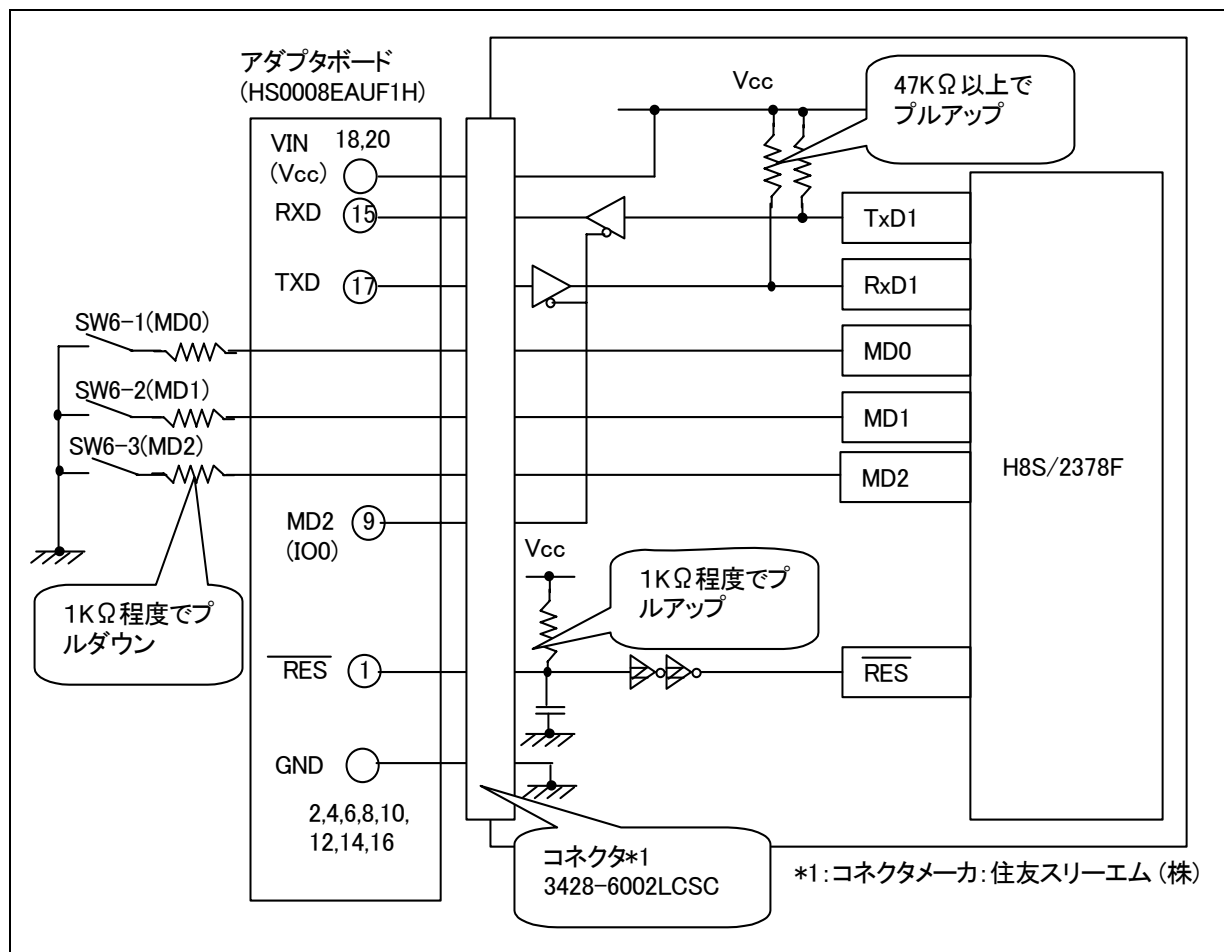 アダプタボード
(HS0008EAUF1H)
Vcc
47KΩ以上で
プルアップ
VIN
(Vcc)
18,20
RXD
15
TxD1
TXD
17
RxD1
SW6-1(MD0)
MD0
SW6-2(MD1)
MD1
SW6-3(MD2)
MD2
H8S/2378F
MD2
(IO0)
9
Vcc
1KΩ程度でプ
ルアップ
1KΩ程度でプ
ルダウン
RES
1
RES
GND
2,4,6,8,10,
12,14,16
コネクタ*1
3428-6002LCSC
*1:コネクタメーカ:住友スリーエム (株)